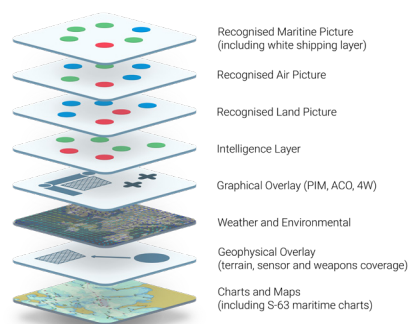 Recognised Maritine Picture
(including white shipping layer)
Recognised Air Picture
Recognised Land Picture
Intelligence Layer
Graphical Overlay (PIM, ACO, 4W)
Weather and Environmental
Geophysical Overlay
(terrain, sensor and weapons coverage)
Charts and Maps
(including S-63 maritime charts)